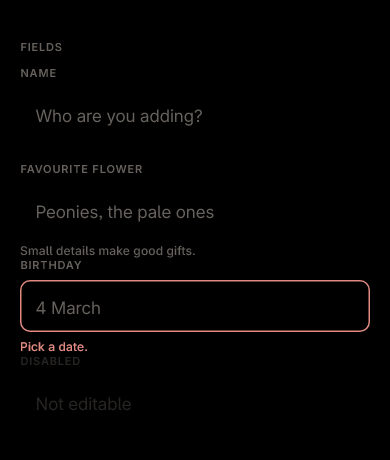 FIELDS
NAME
Who are you adding?
FAVOURITE FLOWER
Peonies, the pale ones
Small details make good gifts.
BIRTHDAY
4 March
Pick a date.
DISABLED
Not editable